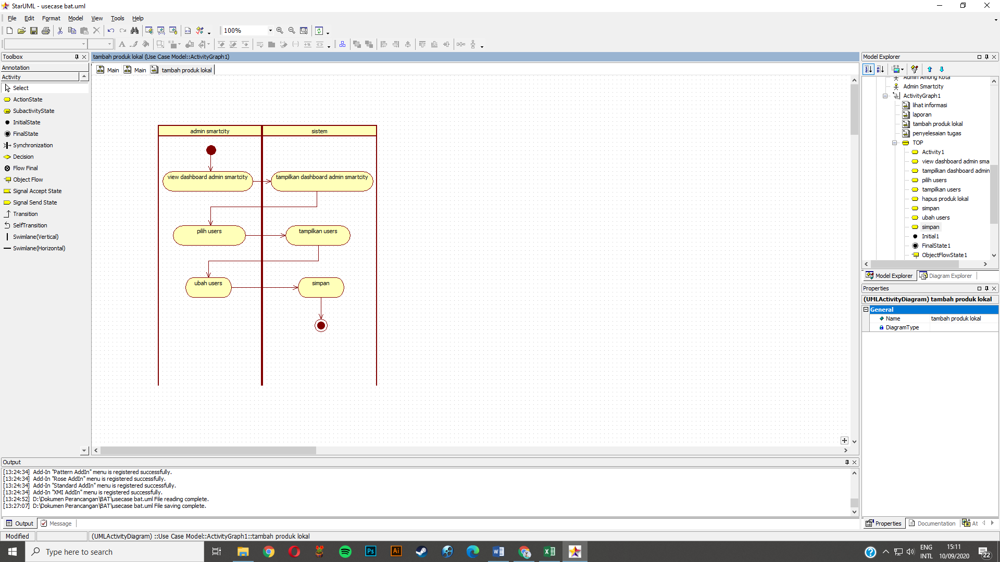 StarUML - usecase bat.uml
File Edit Format Model View Tools Help
100%
Toolbox
Annotation
Activity
Select
ActionState
SubactivityState
InitialState
FinalState
Synchronization
Decision
Flow Final
Object Flow
Signal Accept State
Signal Send State
Transition
SelfTransition
Swimlane(Vertical)
Swimlane(Horizontal)
tambah produk lokal (Use Case Model::ActivityGraph1)
Main Main tambah produk lokal
admin smartcity sistem
view dashboard admin smartcity tampilkan dashboard admin smartcity
pilih users tampilkan users
ubah users simpan
Model Explorer
Admin Among Kota
Admin Smartcity
ActivityGraph1
lihat informasi
laporan
tambah produk lokal
penyelesaian tugas
TOP
Activity1
view dashboard admin sma
tampilkan dashboard admin
pilih users
tampilkan users
hapus produk lokal
simpan
ubah users
simpan
Initial1
FinalState1
ObjectFlowState1
Model Explorer Diagram Explorer
Properties
(UMLActivityDiagram) tambah produk lokal
General
Name tambah produk lokal
DiagramType
Properties Documentation At
Output
[13:24:34] Add-In "Pattern AddIn" menu is registered successfully.
[13:24:34] Add-In "Rose AddIn" menu is registered successfully.
[13:24:34] Add-In "Standard AddIn" menu is registered successfully.
[13:24:34] Add-In "XMI AddIn" menu is registered successfully.
[13:24:52] D:\Dokumen Perancangan\BAT\usecase bat.uml File reading complete.
[13:27:07] D:\Dokumen Perancangan\BAT\usecase bat.uml File saving complete.
Output Message
Modified (UMLActivityDiagram) ::Use Case Model::ActivityGraph1::tambah produk lokal
Type here to search
Ps
Ai
ENG
INTL
15:11
10/09/2020
22